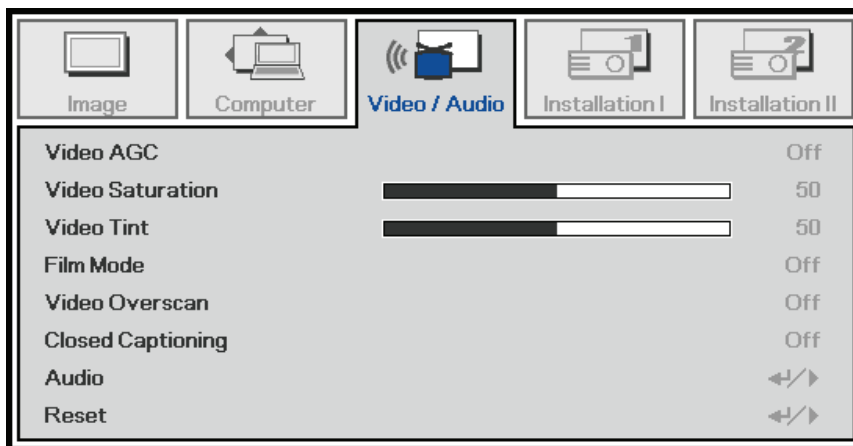 Image Computer Video / Audio Installation I Installation II
Video AGC Off
Video Saturation 50
Video Tint 50
Film Mode Off
Video Overscan Off
Closed Captioning Off
Audio
Reset